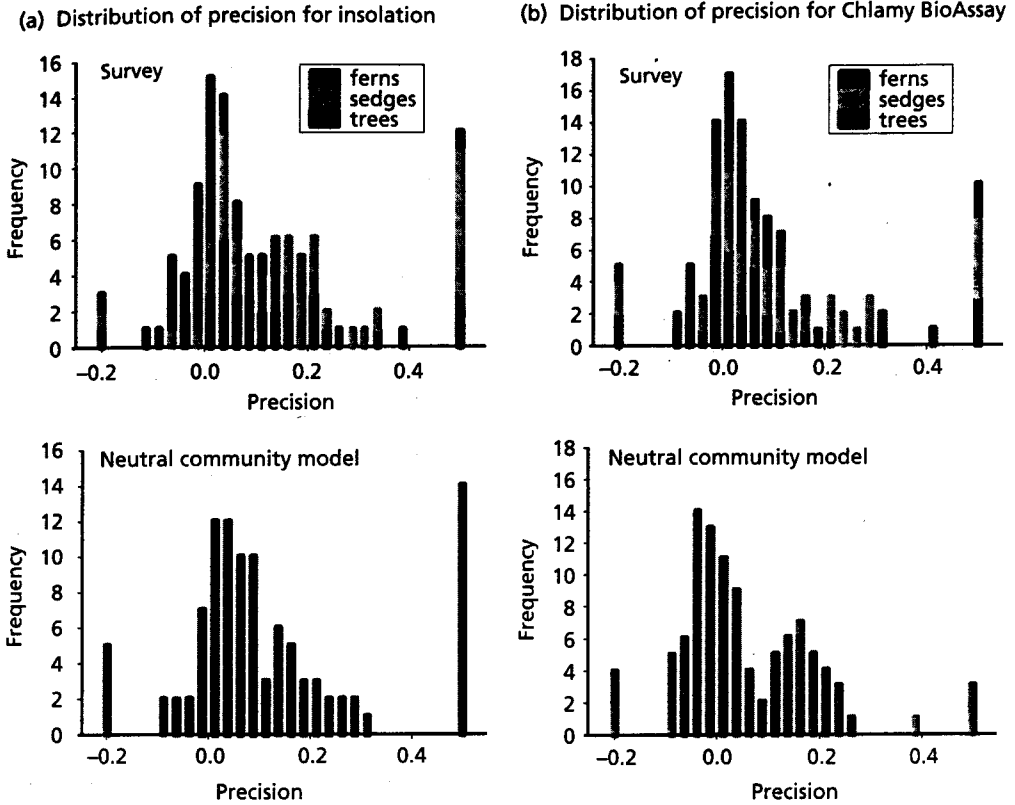 (a) Distribution of precision for insolation
16
14
12
10
8
6
4
2
0
Frequency
Survey
ferns
sedges
trees
−0.2 0.0 0.2 0.4
Precision
(b) Distribution of precision for Chlamy BioAssay
18
16
14
12
10
8
6
4
2
0
Frequency
Survey
ferns
sedges
trees
−0.2 0.0 0.2 0.4
Precision
16
14
12
10
8
6
4
2
0
Frequency
Neutral community model
−0.2 0.0 0.2 0.4
Precision
18
16
14
12
10
8
6
4
2
0
Frequency
Neutral community model
−0.2 0.0 0.2 0.4
Precision